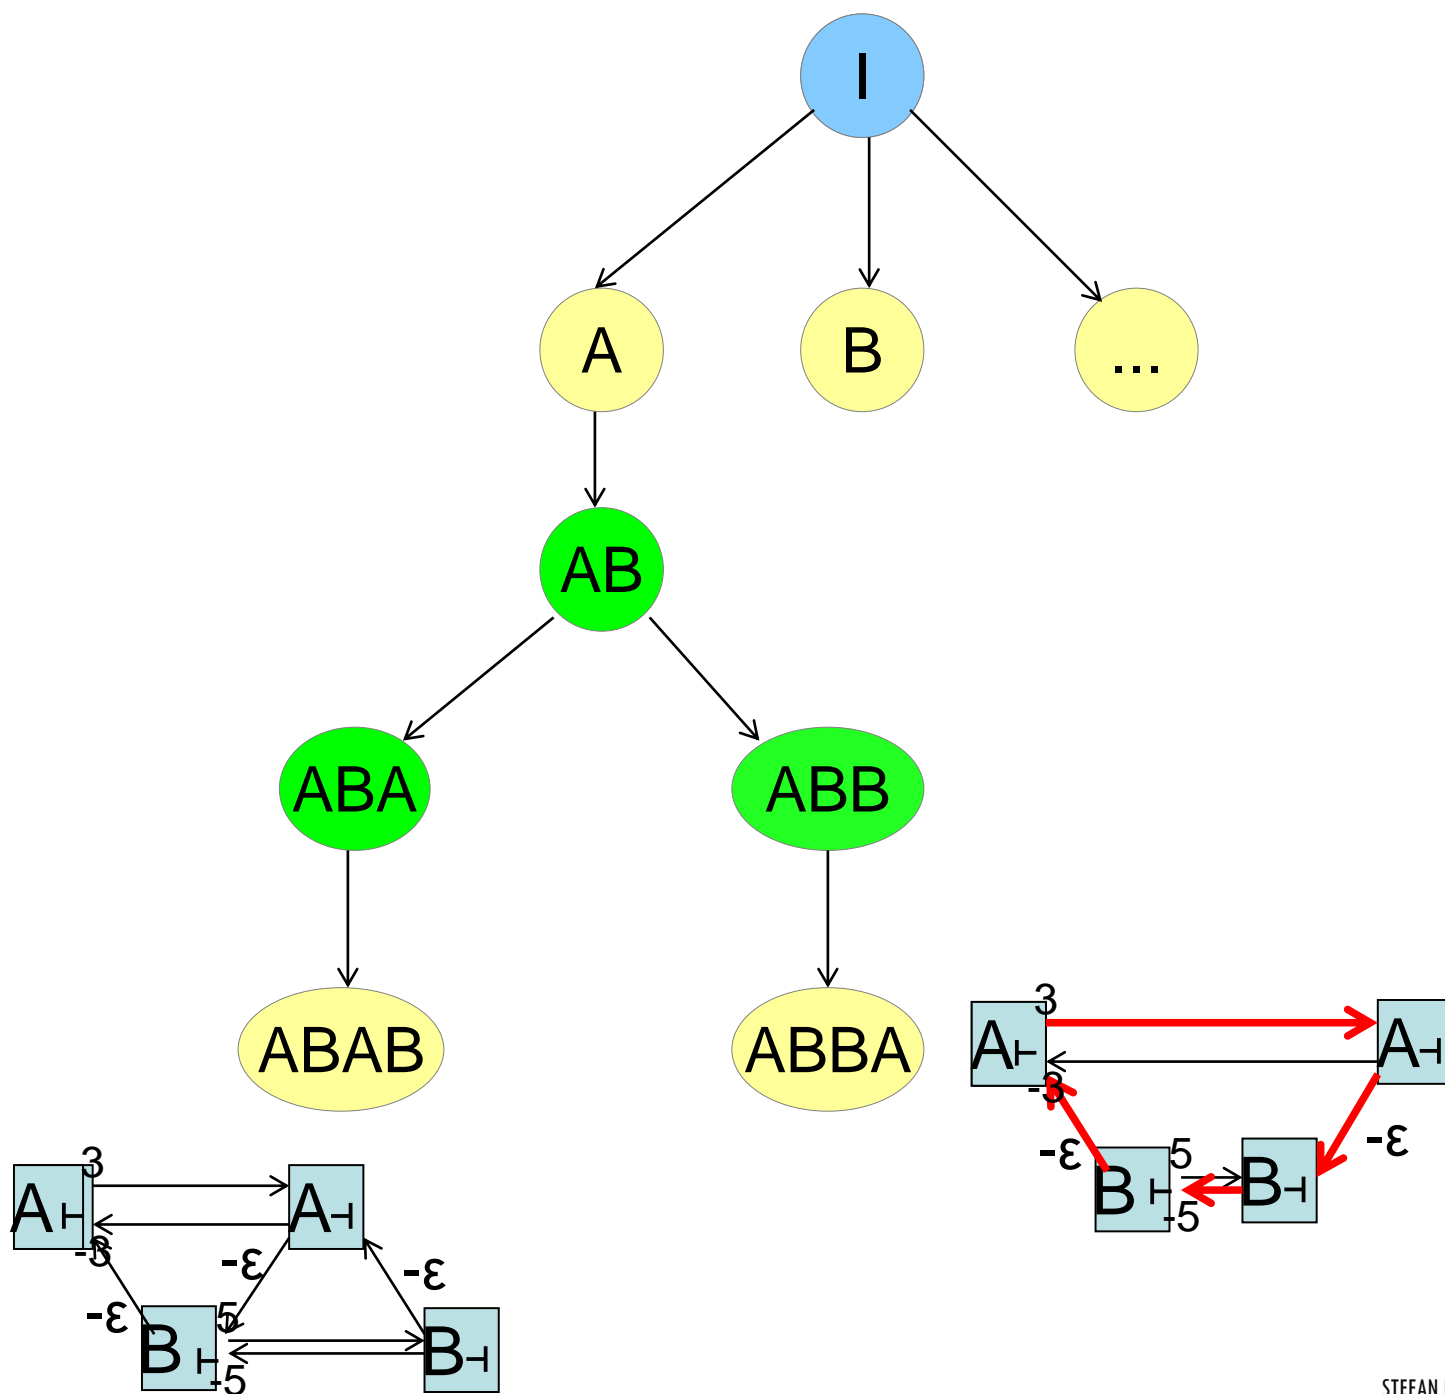 I
A B ...
AB
ABA ABB
ABAB ABBA
3
A⊢ A⊣
-3
-ε -ε
5
B⊢ B⊣
-5
3
A⊢ A⊣
-3
-ε -ε -ε
5
B⊢ B⊣
-5
STEFAN